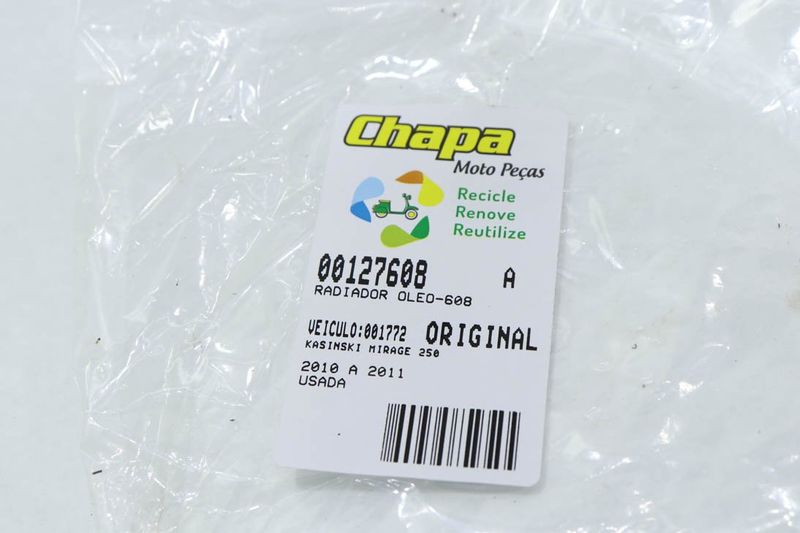 Chapa
Moto Peças
Recicle
Renove
Reutilize
00127608 A
RADIADOR OLEO-608
VEICULO:001772 ORIGINAL
KASINSKI MIRAGE 250
2010 A 2011
USADA